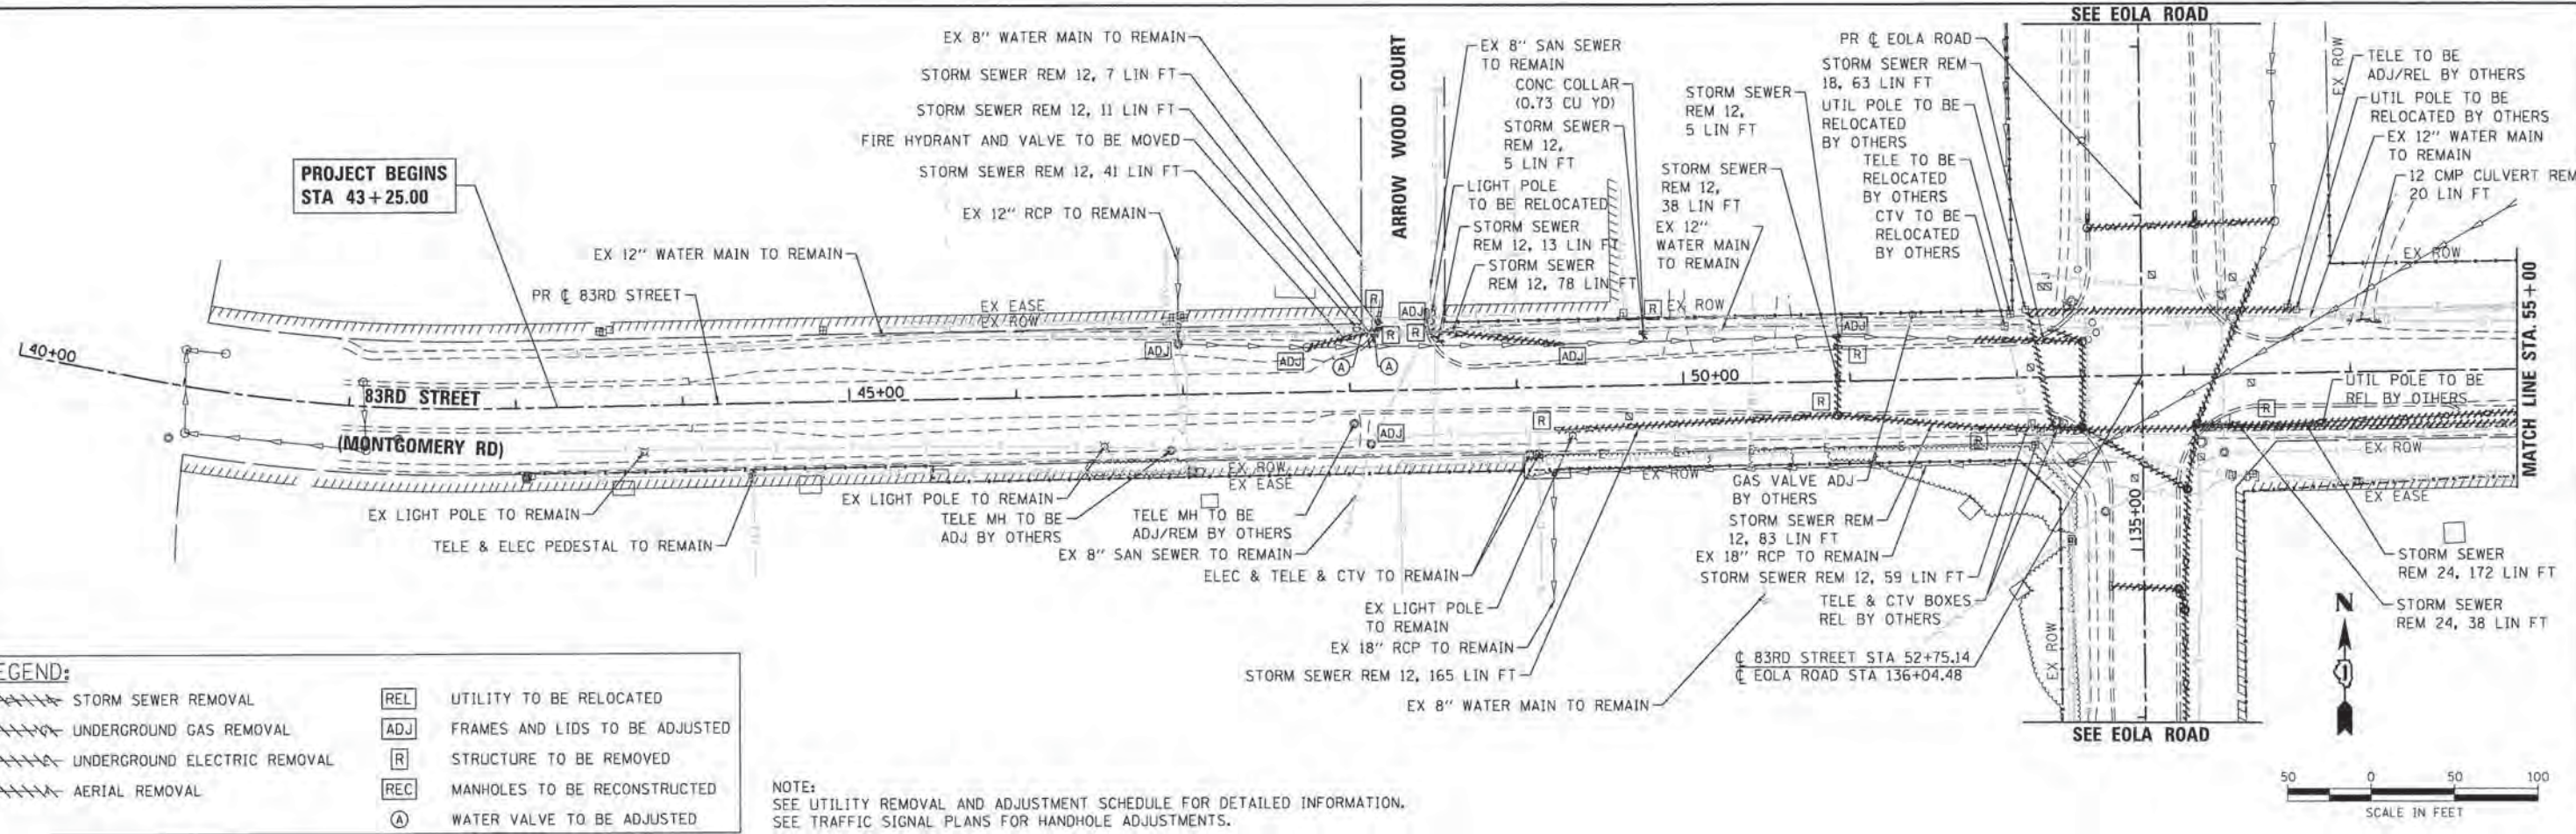 SEE EOLA ROAD
EX 8" WATER MAIN TO REMAIN
STORM SEWER REM 12, 7 LIN FT
STORM SEWER REM 12, 11 LIN FT
FIRE HYDRANT AND VALVE TO BE MOVED
STORM SEWER REM 12, 41 LIN FT
EX 12" RCP TO REMAIN
EX 12" WATER MAIN TO REMAIN
PR ℄ 83RD STREET
PROJECT BEGINS
STA 43+25.00
ARROW WOOD COURT
EX 8" SAN SEWER
TO REMAIN
CONC COLLAR
(0.73 CU YD)
STORM SEWER
REM 12,
5 LIN FT
LIGHT POLE
TO BE RELOCATED
STORM SEWER
REM 12, 13 LIN FT
STORM SEWER
REM 12, 78 LIN FT
STORM SEWER
REM 12,
5 LIN FT
STORM SEWER
REM 12,
38 LIN FT
EX 12"
WATER MAIN
TO REMAIN
PR ℄ EOLA ROAD
STORM SEWER REM
18, 63 LIN FT
UTIL POLE TO BE
RELOCATED
BY OTHERS
TELE TO BE
RELOCATED
BY OTHERS
CTV TO BE
RELOCATED
BY OTHERS
EX ROW
TELE TO BE
ADJ/REL BY OTHERS
UTIL POLE TO BE
RELOCATED BY OTHERS
EX 12" WATER MAIN
TO REMAIN
12 CMP CULVERT REM
20 LIN FT
EX ROW
EX EASE
EX ROW
EX ROW
R
ADJ
R
R
R
ADJ
ADJ
ADJ
ADJ
R
A
A
40+00
45+00
50+00
83RD STREET
(MONTGOMERY RD)
R
R
ADJ
R
R
UTIL POLE TO BE
REL BY OTHERS
MATCH LINE STA. 55+00
EX ROW
EX EASE
EX ROW
EX EASE
EX ROW
135+00
EX ROW
EX LIGHT POLE TO REMAIN
TELE & ELEC PEDESTAL TO REMAIN
EX LIGHT POLE TO REMAIN
TELE MH TO BE
ADJ BY OTHERS
TELE MH TO BE
ADJ/REM BY OTHERS
EX 8" SAN SEWER TO REMAIN
ELEC & TELE & CTV TO REMAIN
EX LIGHT POLE
TO REMAIN
EX 18" RCP TO REMAIN
STORM SEWER REM 12, 165 LIN FT
EX 8" WATER MAIN TO REMAIN
GAS VALVE ADJ
BY OTHERS
STORM SEWER REM
12, 83 LIN FT
EX 18" RCP TO REMAIN
STORM SEWER REM 12, 59 LIN FT
TELE & CTV BOXES
REL BY OTHERS
℄ 83RD STREET STA 52+75.14
℄ EOLA ROAD STA 136+04.48
STORM SEWER
REM 24, 172 LIN FT
STORM SEWER
REM 24, 38 LIN FT
SEE EOLA ROAD
N
50 0 50 100
SCALE IN FEET
EGEND:
STORM SEWER REMOVAL
UNDERGROUND GAS REMOVAL
UNDERGROUND ELECTRIC REMOVAL
AERIAL REMOVAL
REL UTILITY TO BE RELOCATED
ADJ FRAMES AND LIDS TO BE ADJUSTED
R STRUCTURE TO BE REMOVED
REC MANHOLES TO BE RECONSTRUCTED
A WATER VALVE TO BE ADJUSTED
NOTE:
SEE UTILITY REMOVAL AND ADJUSTMENT SCHEDULE FOR DETAILED INFORMATION.
SEE TRAFFIC SIGNAL PLANS FOR HANDHOLE ADJUSTMENTS.